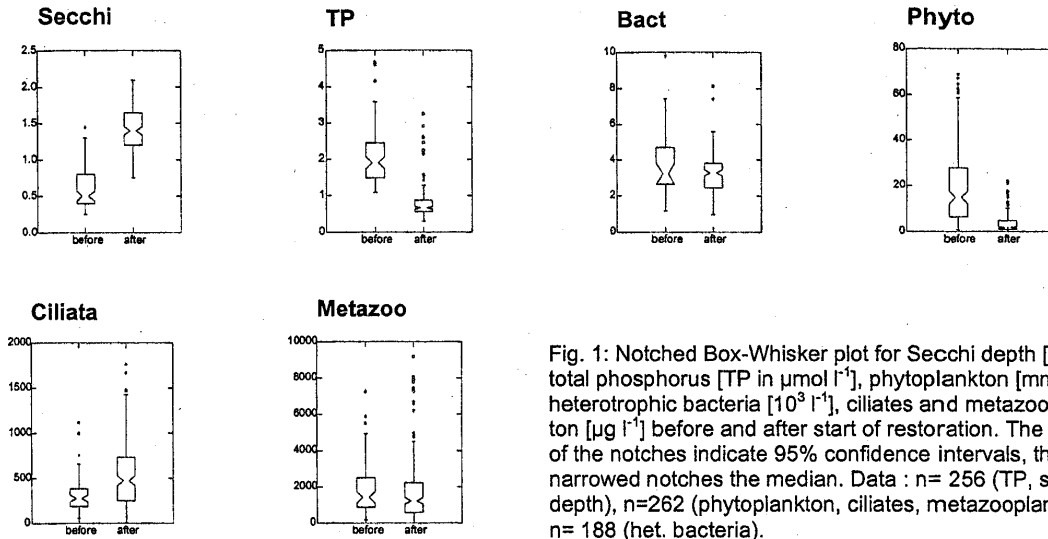 Secchi
TP
Bact
Phyto
2.5
2.0
1.5
1.0
0.5
0.0
before after
5
4
3
2
1
0
before after
10
8
6
4
2
0
before after
80
60
40
20
0
before after
Ciliata
Metazoo
2000
1500
1000
500
0
before after
10000
8000
6000
4000
2000
0
before after
Fig. 1: Notched Box-Whisker plot for Secchi depth [
total phosphorus [TP in µmol l⁻¹], phytoplankton [mm
heterotrophic bacteria [10³ l⁻¹], ciliates and metazoo
ton [µg l⁻¹] before and after start of restoration. The
of the notches indicate 95% confidence intervals, th
narrowed notches the median. Data : n= 256 (TP, s
depth), n=262 (phytoplankton, ciliates, metazooplan
n= 188 (het. bacteria).